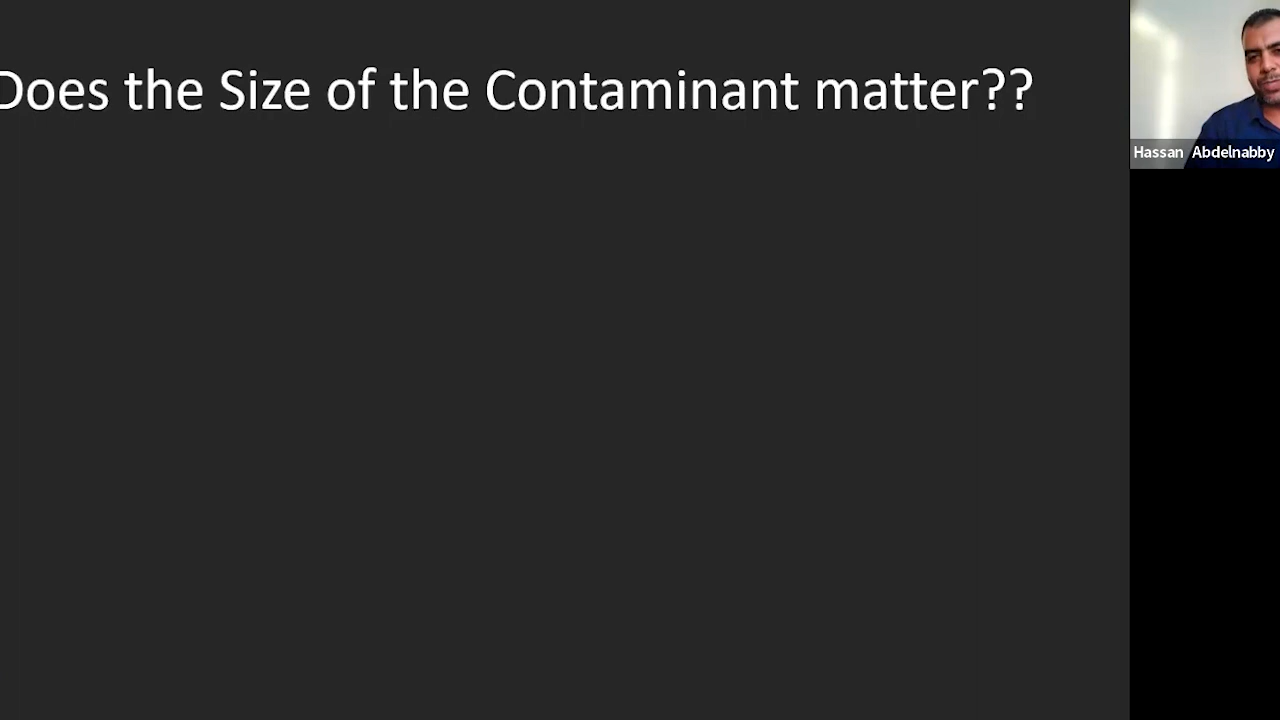 Does the Size of the Contaminant matter??
Hassan Abdelnabby